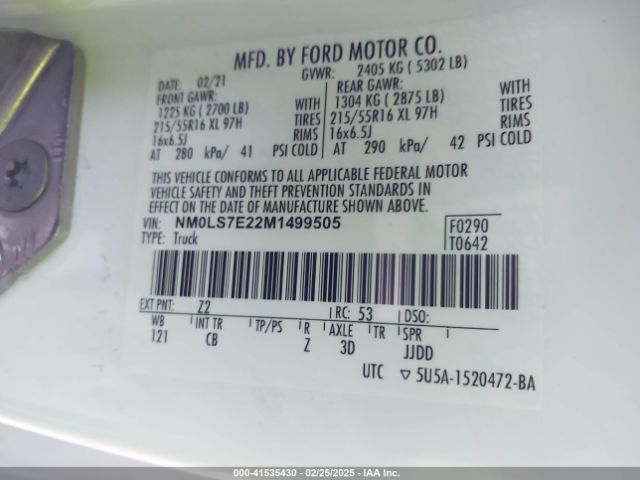 MFD. BY FORD MOTOR CO.
DATE: 02/21 GVWR: 2405 KG ( 5302 LB)
FRONT GAWR: REAR GAWR:
1225 KG ( 2700 LB) WITH 1304 KG ( 2875 LB) WITH
215/55R16 XL 97H TIRES 215/55R16 XL 97H TIRES
16x6.5J RIMS 16x6.5J RIMS
AT 280 kPa/ 41 PSI COLD AT 290 kPa/ 42 PSI COLD
THIS VEHICLE CONFORMS TO ALL APPLICABLE FEDERAL MOTOR
VEHICLE SAFETY AND THEFT PREVENTION STANDARDS IN
EFFECT ON THE DATE OF MANUFACTURE SHOWN ABOVE.
VIN: NM0LS7E22M1499505 F0290
TYPE: Truck T0642
EXT PNT: Z2 RC: 53 DSO:
WB INT TR TP/PS R AXLE TR SPR
121 CB Z 3D JJDD
UTC ▽ 5U5A-1520472-BA
No. 41535430 - 02/25/2025 - IAA Inc.